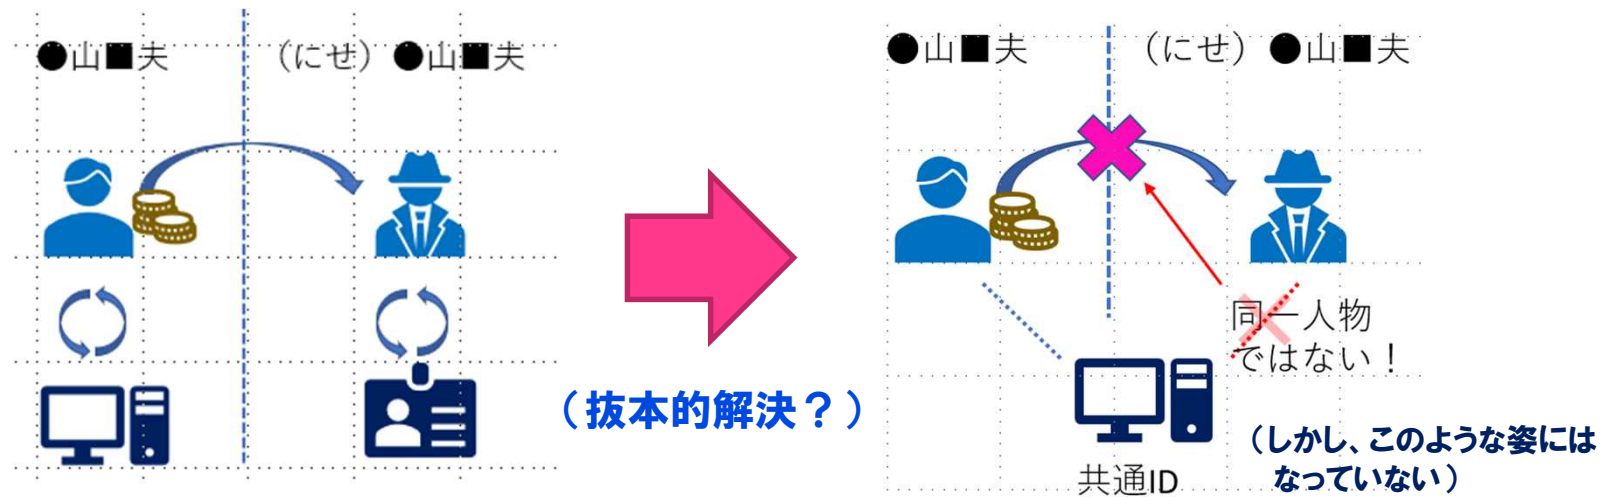 ●山■夫
（にせ）●山■夫
（抜本的解決？）
●山■夫
（にせ）●山■夫
同一人物
ではない！
共通ID
（しかし、このような姿には
なっていない）